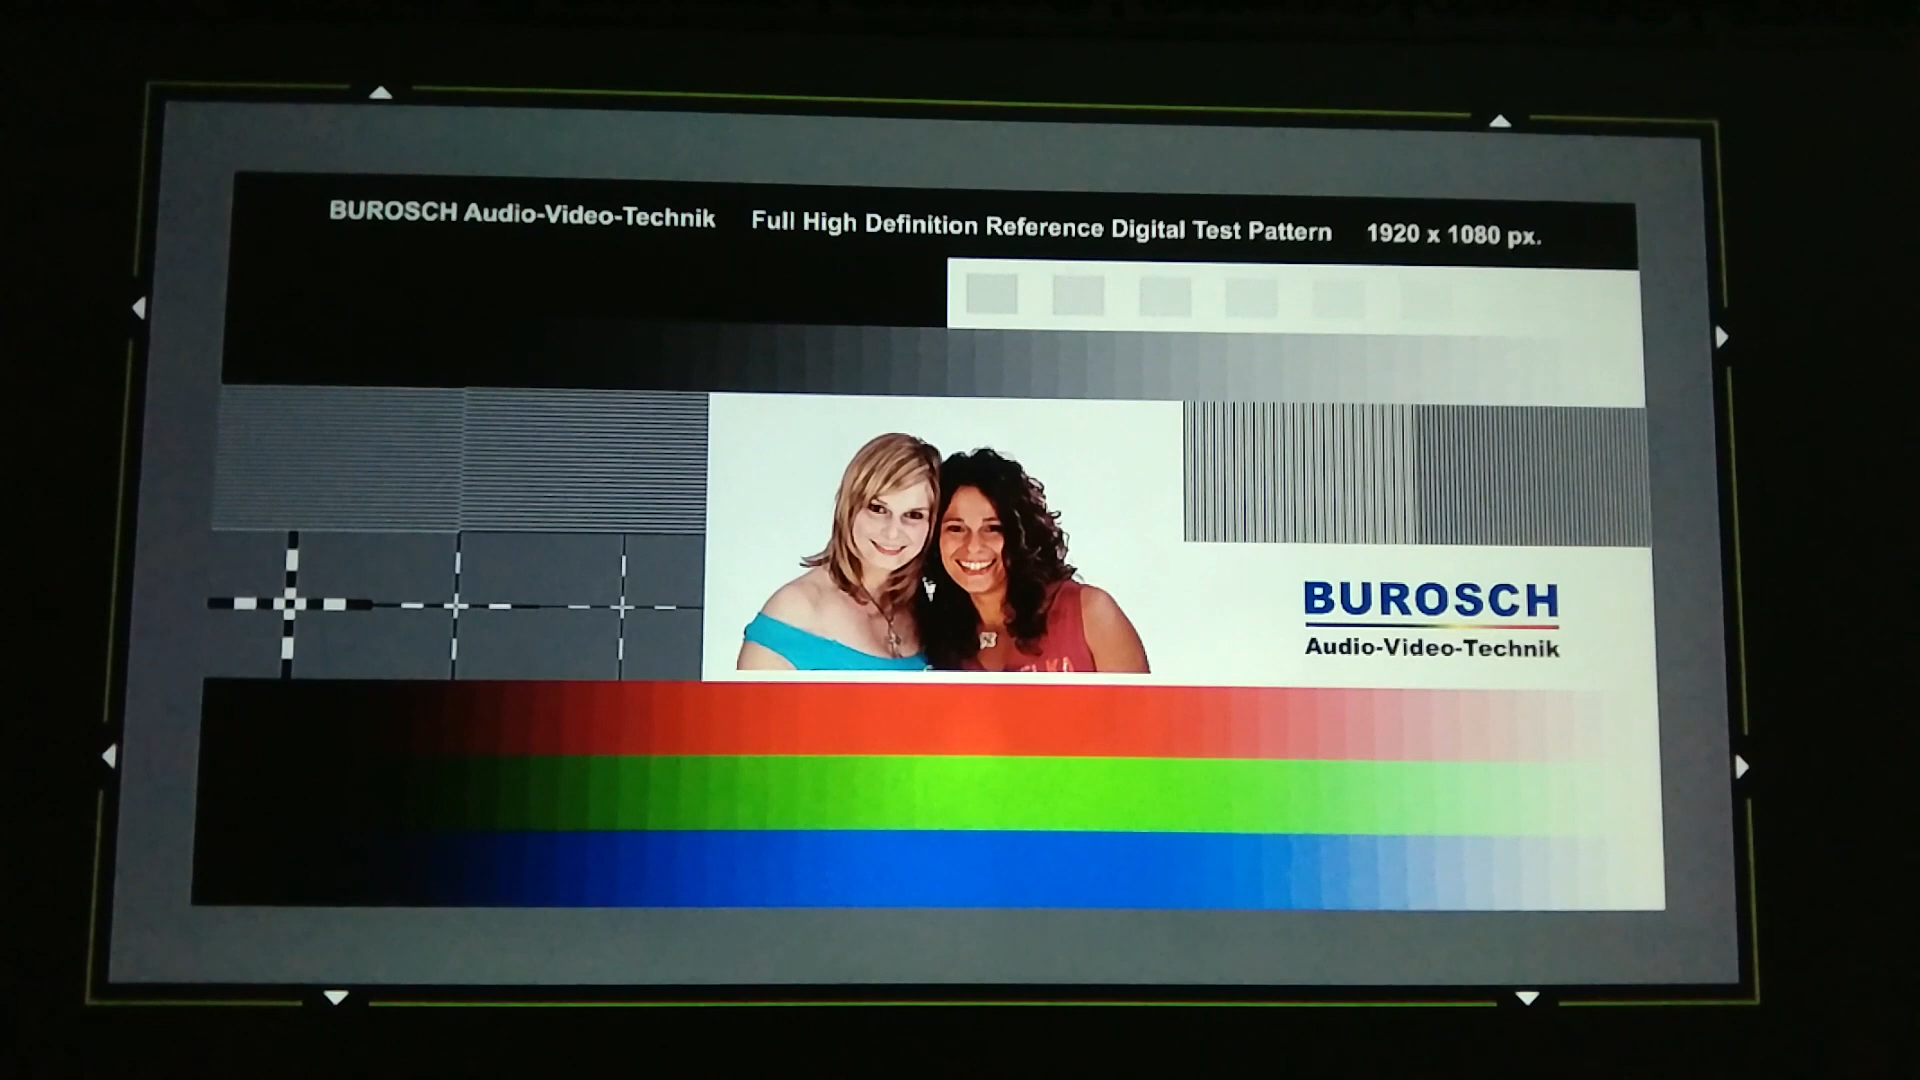 BUROSCH Audio-Video-Technik Full High Definition Reference Digital Test Pattern 1920 x 1080 px.
BUROSCH
Audio-Video-Technik